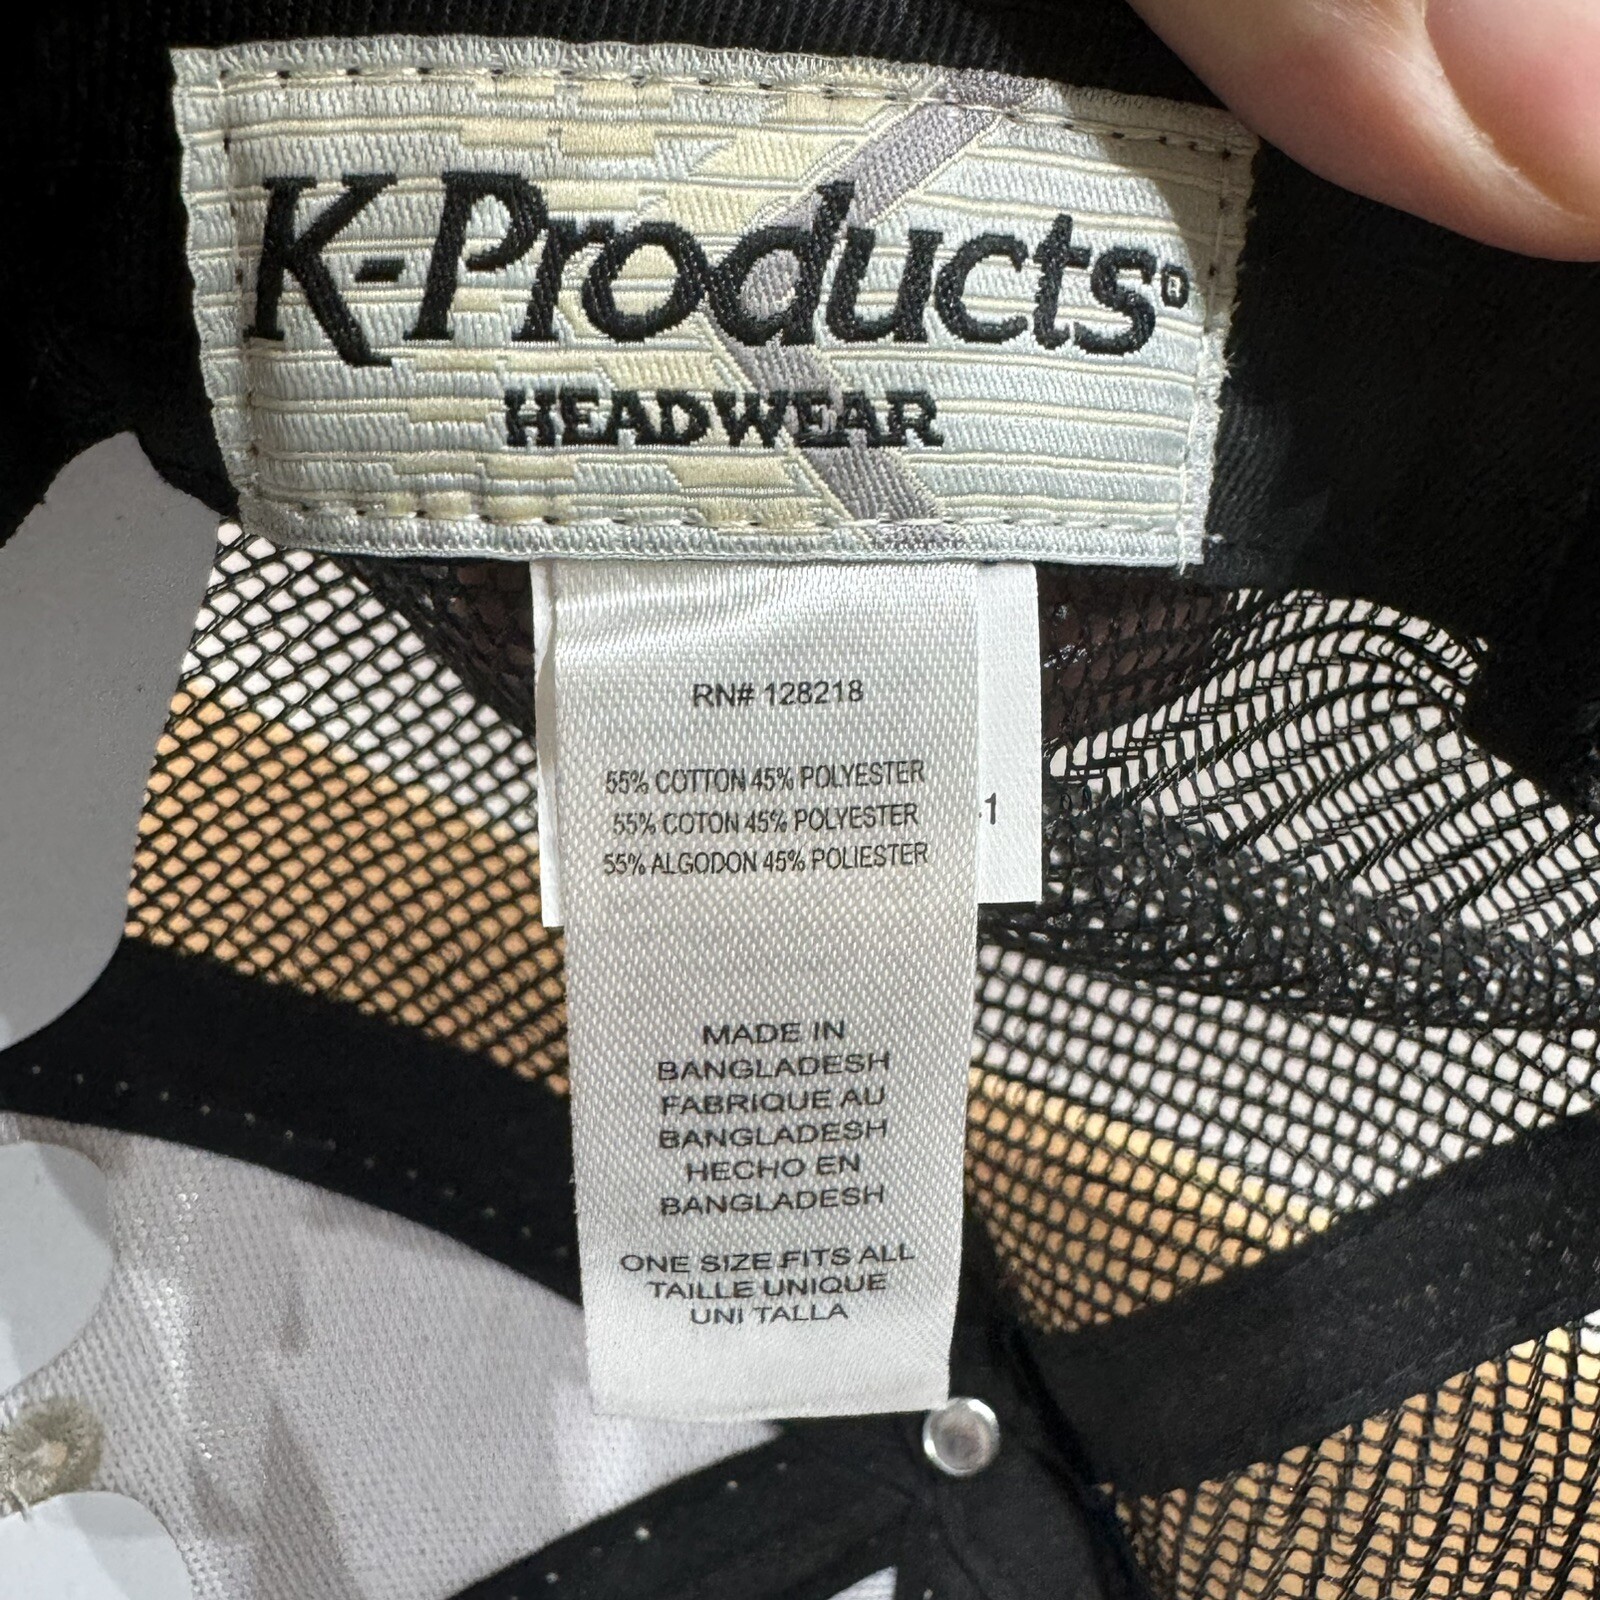 K-Products®
HEADWEAR
RN# 128218
55% COTTON 45% POLYESTER
55% COTON 45% POLYESTER
55% ALGODON 45% POLIESTER
-1
MADE IN
BANGLADESH
FABRIQUE AU
BANGLADESH
HECHO EN
BANGLADESH
ONE SIZE FITS ALL
TAILLE UNIQUE
UNI TALLA